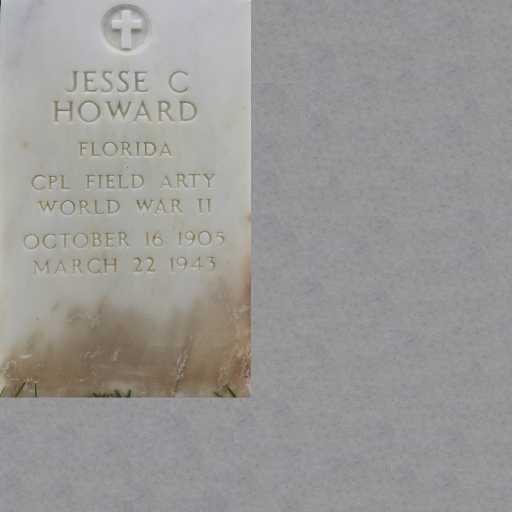 JESSE C
HOWARD
FLORIDA
CPL FIELD ARTY
WORLD WAR II
OCTOBER 16 1905
MARCH 22 1943